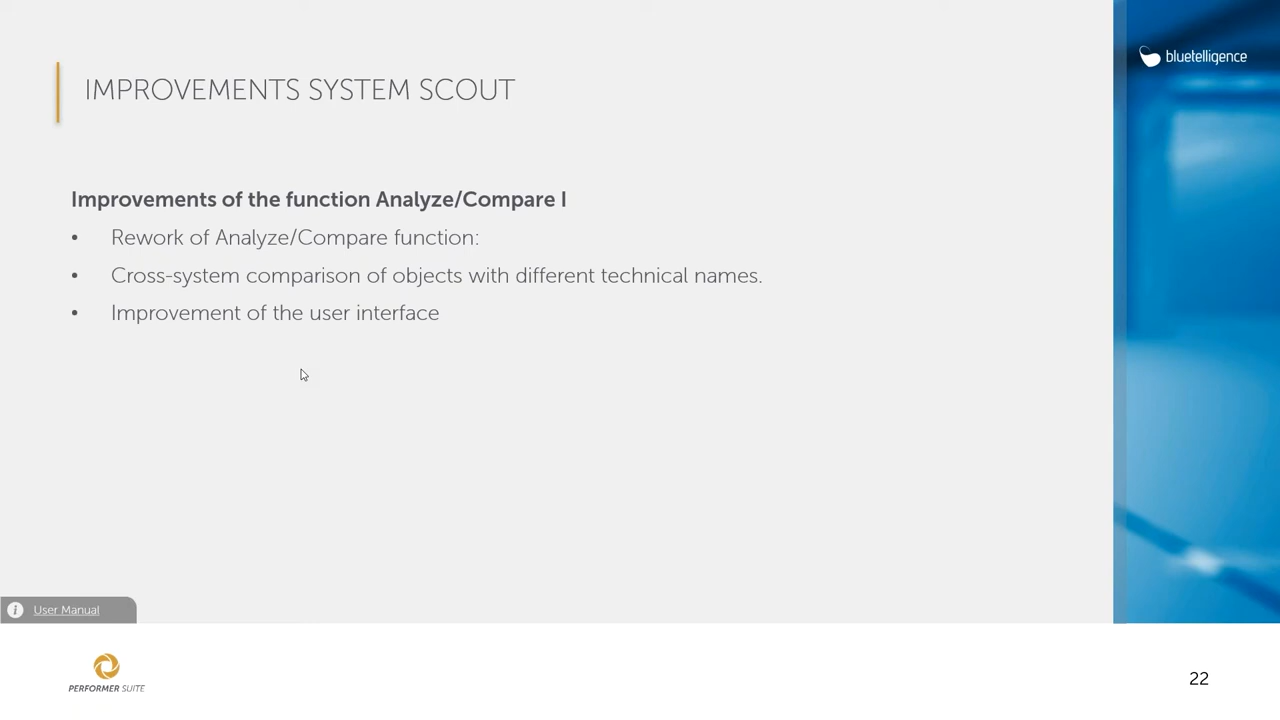 bluetelligence
IMPROVEMENTS SYSTEM SCOUT
Improvements of the function Analyze/Compare I
• Rework of Analyze/Compare function:
• Cross-system comparison of objects with different technical names.
• Improvement of the user interface
i User Manual
PERFORMER SUITE
22